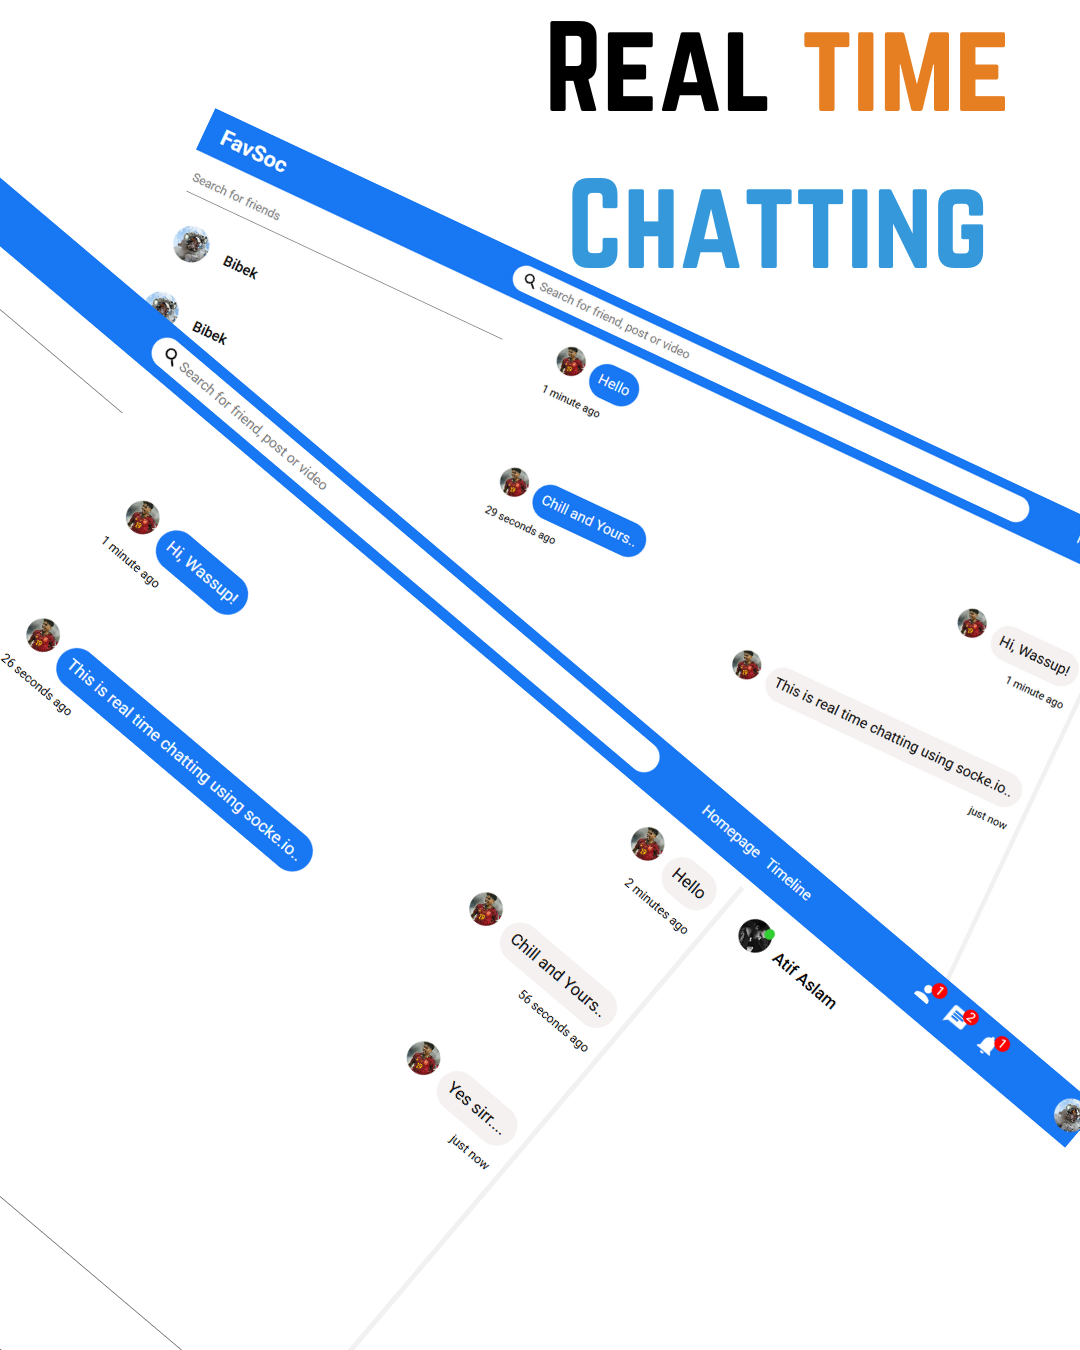 Real time
Chatting
FavSoc
Search for friends
Bibek
Bibek
Search for friend, post or video
Hello
1 minute ago
Chill and Yours..
29 seconds ago
Hi, Wassup!
1 minute ago
This is real time chatting using socke.io..
just now
Search for friend, post or video
Hi, Wassup!
1 minute ago
This is real time chatting using socke.io..
26 seconds ago
Homepage Timeline
1
2
1
Hello
2 minutes ago
Chill and Yours..
56 seconds ago
Yes sirr....
just now
Atif Aslam